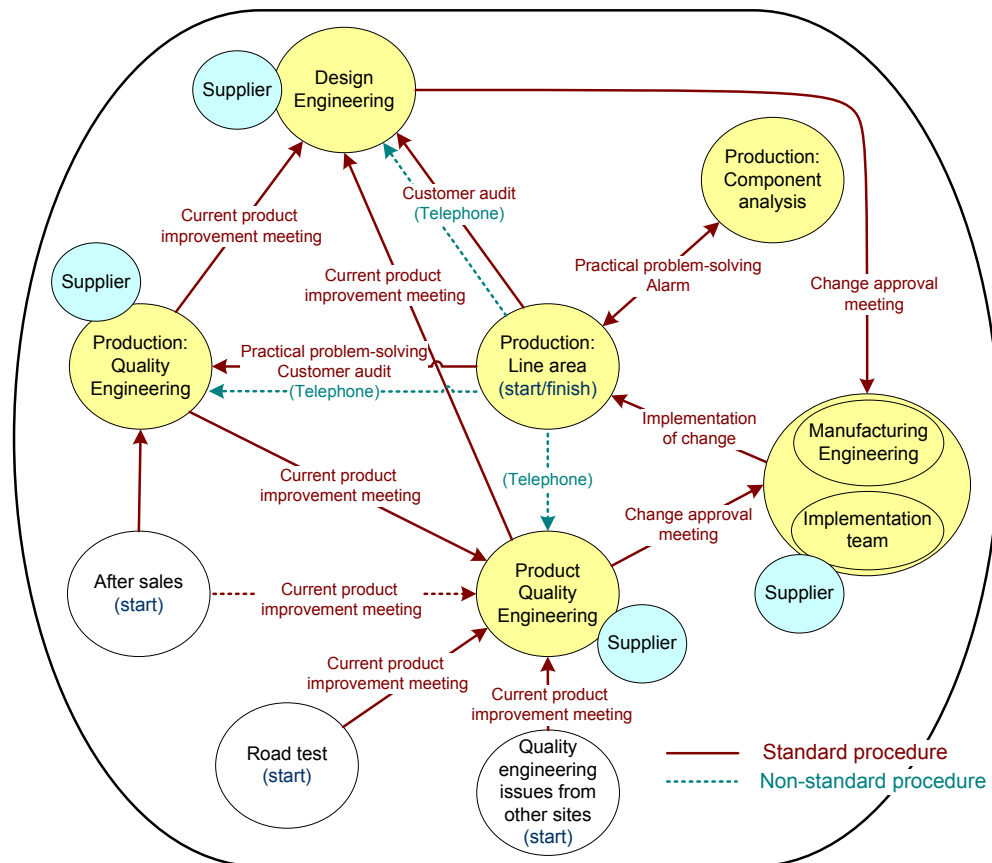 Design
Engineering
Supplier
Production:
Component
analysis
Customer audit
(Telephone)
Current product
improvement meeting
Supplier
Current product
improvement meeting
Practical problem-solving
Alarm
Change approval
meeting
Production:
Quality
Engineering
Practical problem-solving
Customer audit
(Telephone)
Production:
Line area
(start/finish)
Implementation
of change
Manufacturing
Engineering
Current product
improvement meeting
(Telephone)
Change approval
meeting
Implementation
team
After sales
(start)
Current product
improvement meeting
Product
Quality
Engineering
Supplier
Supplier
Current product
improvement meeting
Current product
improvement meeting
Road test
(start)
Quality
engineering
issues from
other sites
(start)
Standard procedure
Non-standard procedure